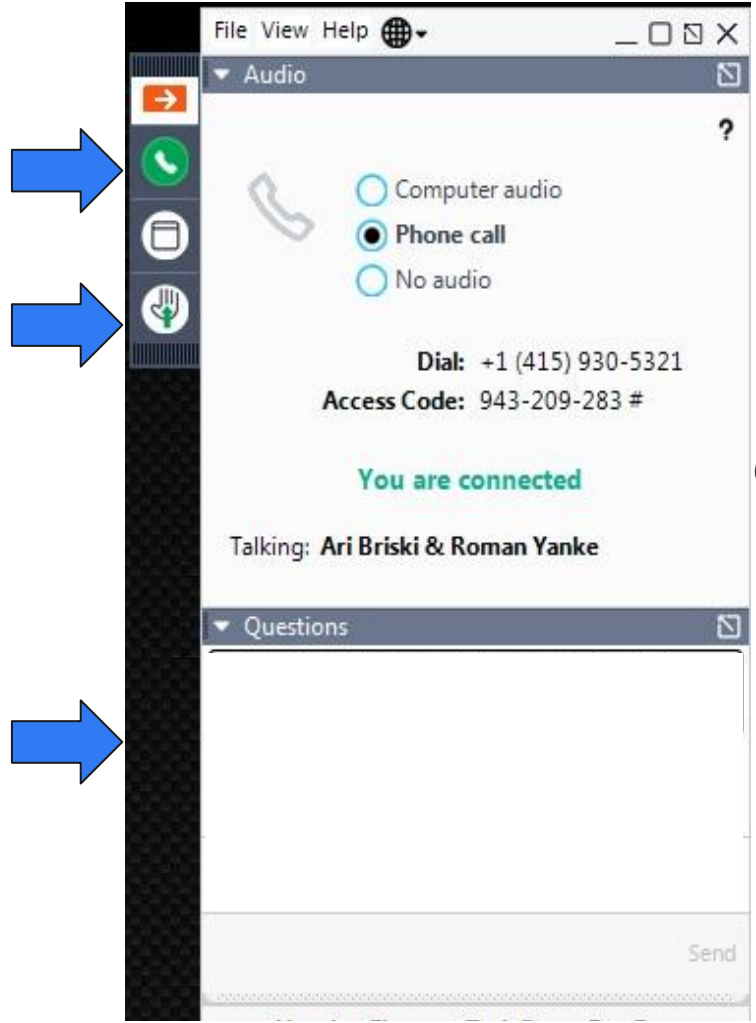 File View Help
Audio
?
Computer audio
Phone call
No audio
Dial: +1 (415) 930-5321
Access Code: 943-209-283 #
You are connected
Talking: Ari Briski & Roman Yanke
Questions
Send